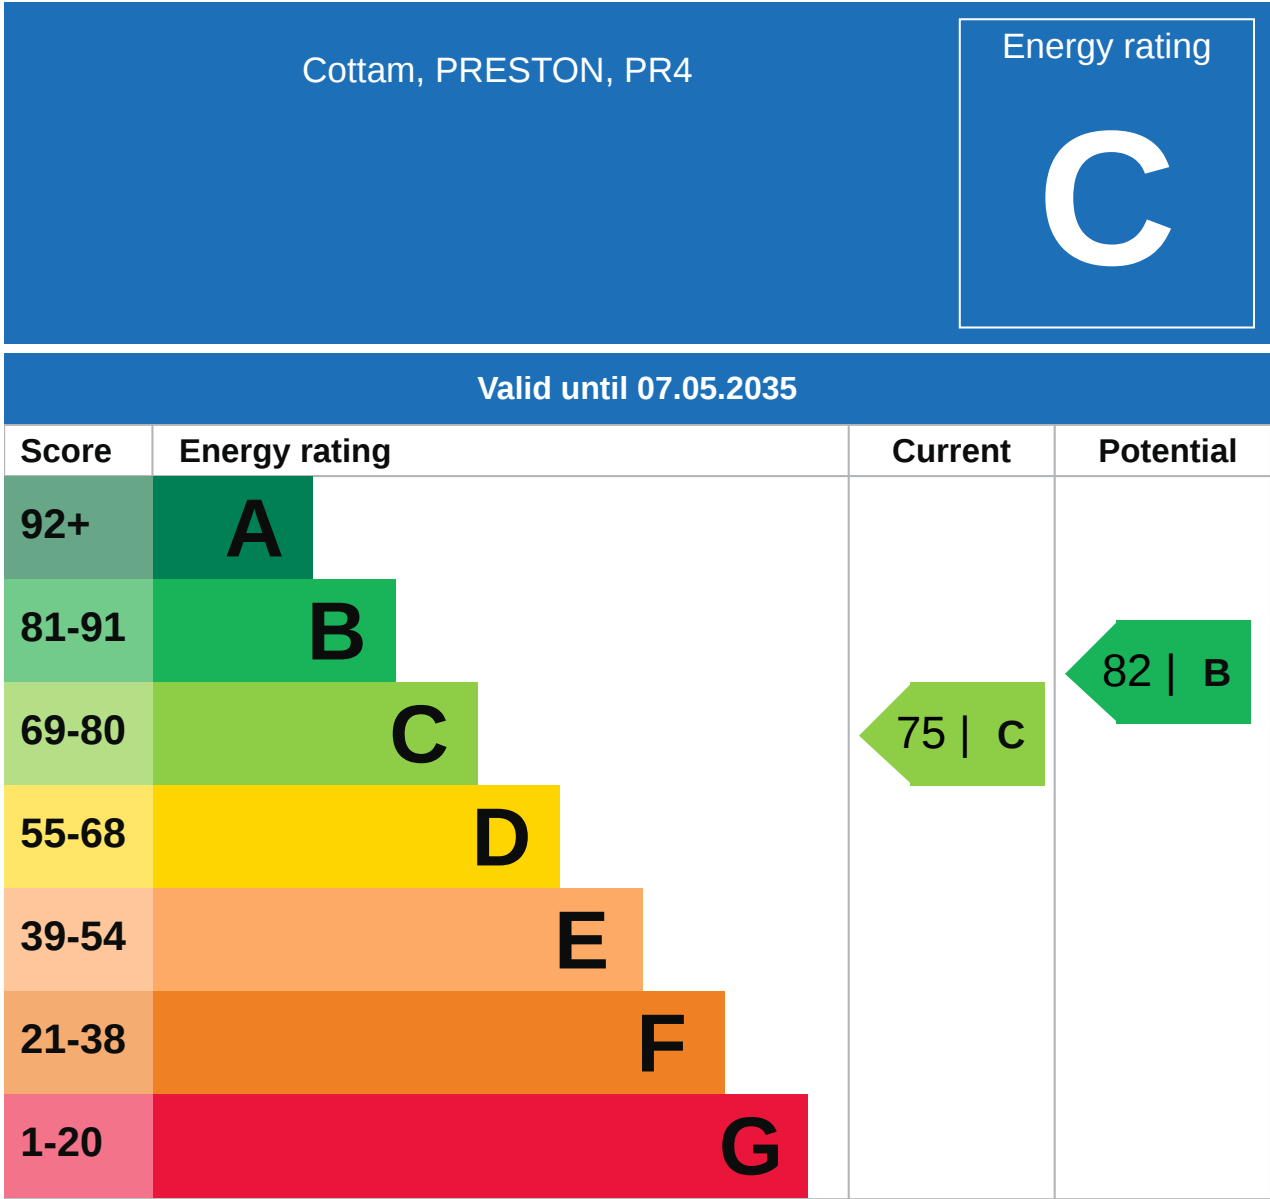 Cottam, PRESTON, PR4
Energy rating
C
Valid until 07.05.2035
Score Energy rating Current Potential
92+ A
81-91 B
82 | B
69-80 C
75 | C
55-68 D
39-54 E
21-38 F
1-20 G